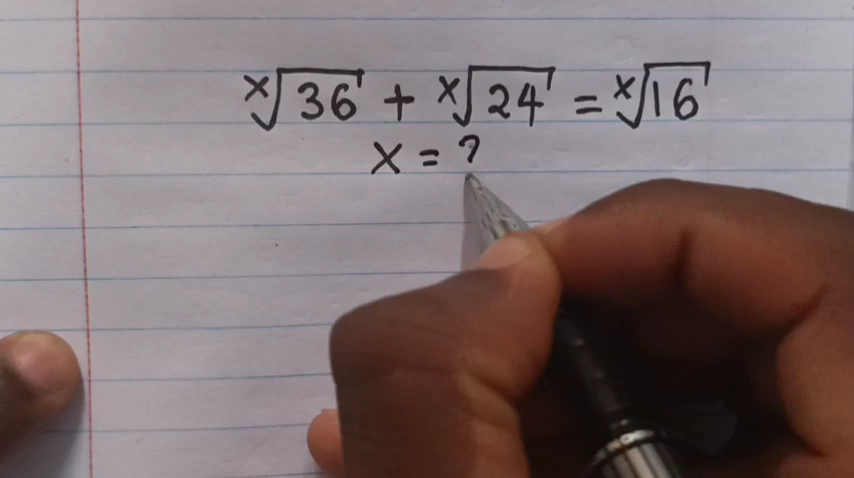 ˣ√36 + ˣ√24 = ˣ√16
X = ?